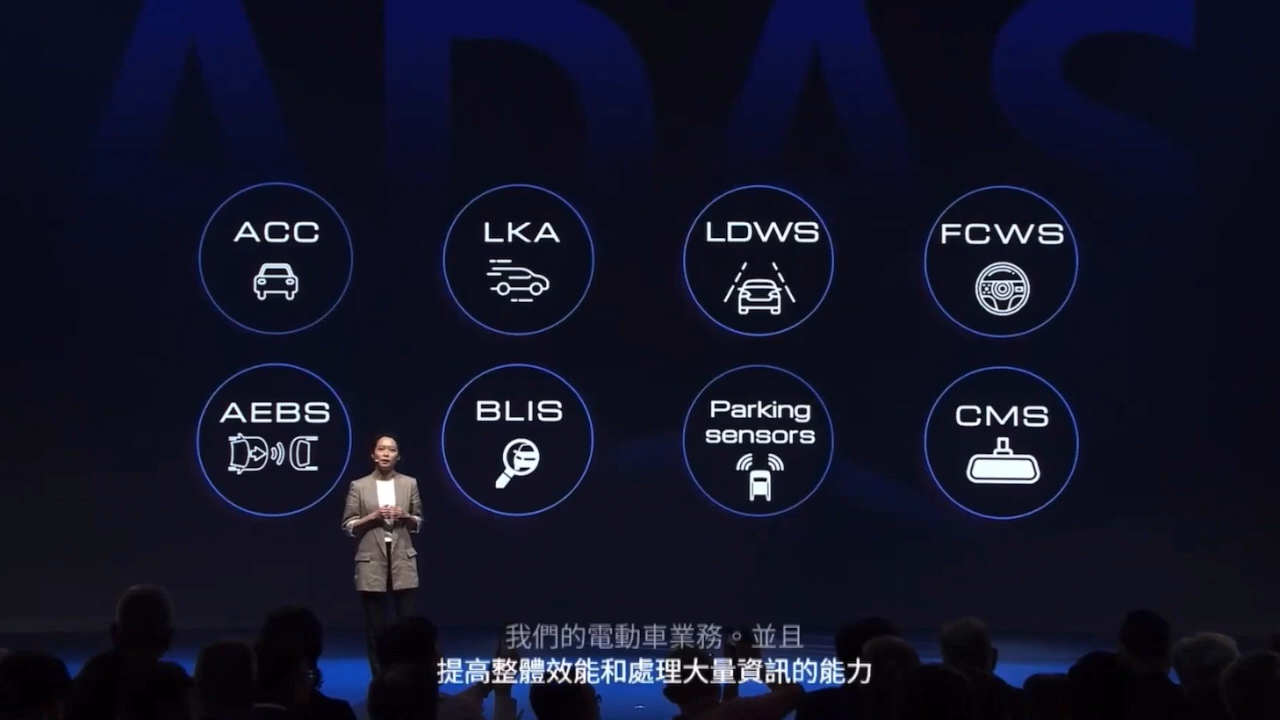 ADAS
ACC
LKA
LDWS
FCWS
AEBS
BLIS
Parking
sensors
CMS
我們的電動車業務。並且
提高整體效能和處理大量資訊的能力